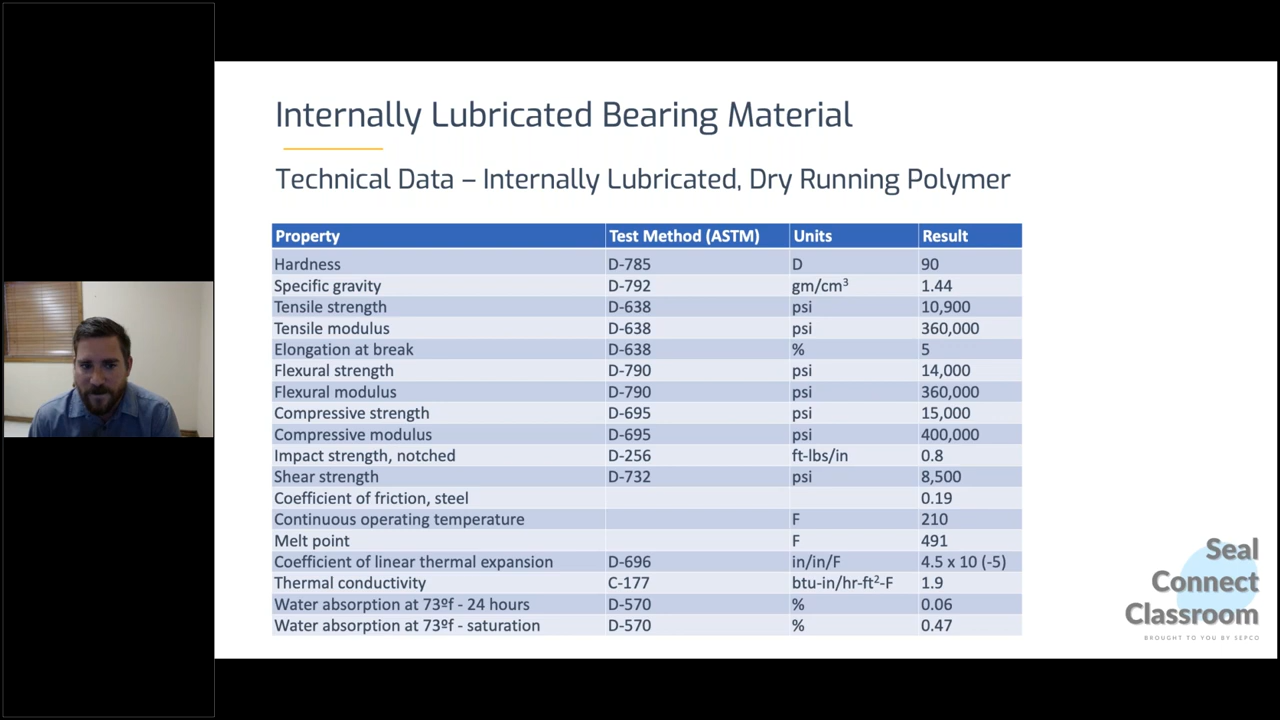 Internally Lubricated Bearing Material
Technical Data – Internally Lubricated, Dry Running Polymer
Property Test Method (ASTM) Units Result
Hardness D-785 D 90
Specific gravity D-792 gm/cm³ 1.44
Tensile strength D-638 psi 10,900
Tensile modulus D-638 psi 360,000
Elongation at break D-638 % 5
Flexural strength D-790 psi 14,000
Flexural modulus D-790 psi 360,000
Compressive strength D-695 psi 15,000
Compressive modulus D-695 psi 400,000
Impact strength, notched D-256 ft-lbs/in 0.8
Shear strength D-732 psi 8,500
Coefficient of friction, steel 0.19
Continuous operating temperature F 210
Melt point F 491
Coefficient of linear thermal expansion D-696 in/in/F 4.5 x 10 (-5)
Thermal conductivity C-177 btu-in/hr-ft²-F 1.9
Water absorption at 73ºf - 24 hours D-570 % 0.06
Water absorption at 73ºf - saturation D-570 % 0.47
Seal
Connect
Classroom
BROUGHT TO YOU BY SEPCO